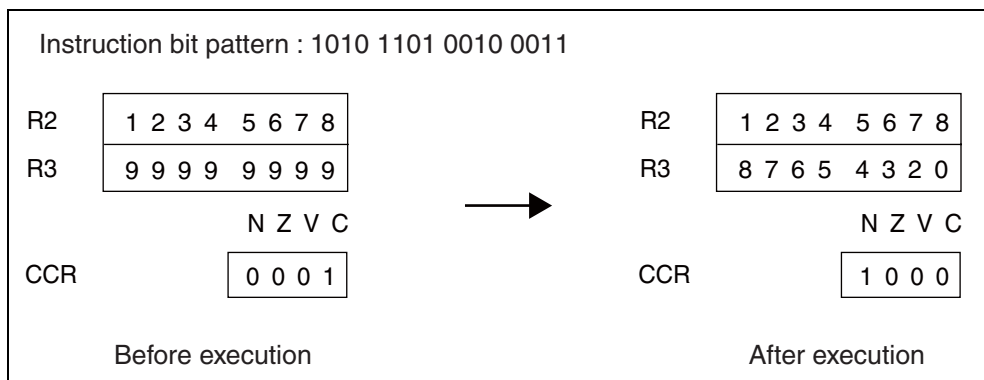 Instruction bit pattern : 1010 1101 0010 0011
R2 1 2 3 4 5 6 7 8 R2 1 2 3 4 5 6 7 8
R3 9 9 9 9 9 9 9 9 R3 8 7 6 5 4 3 2 0
N Z V C N Z V C
CCR 0 0 0 1 CCR 1 0 0 0
Before execution After execution